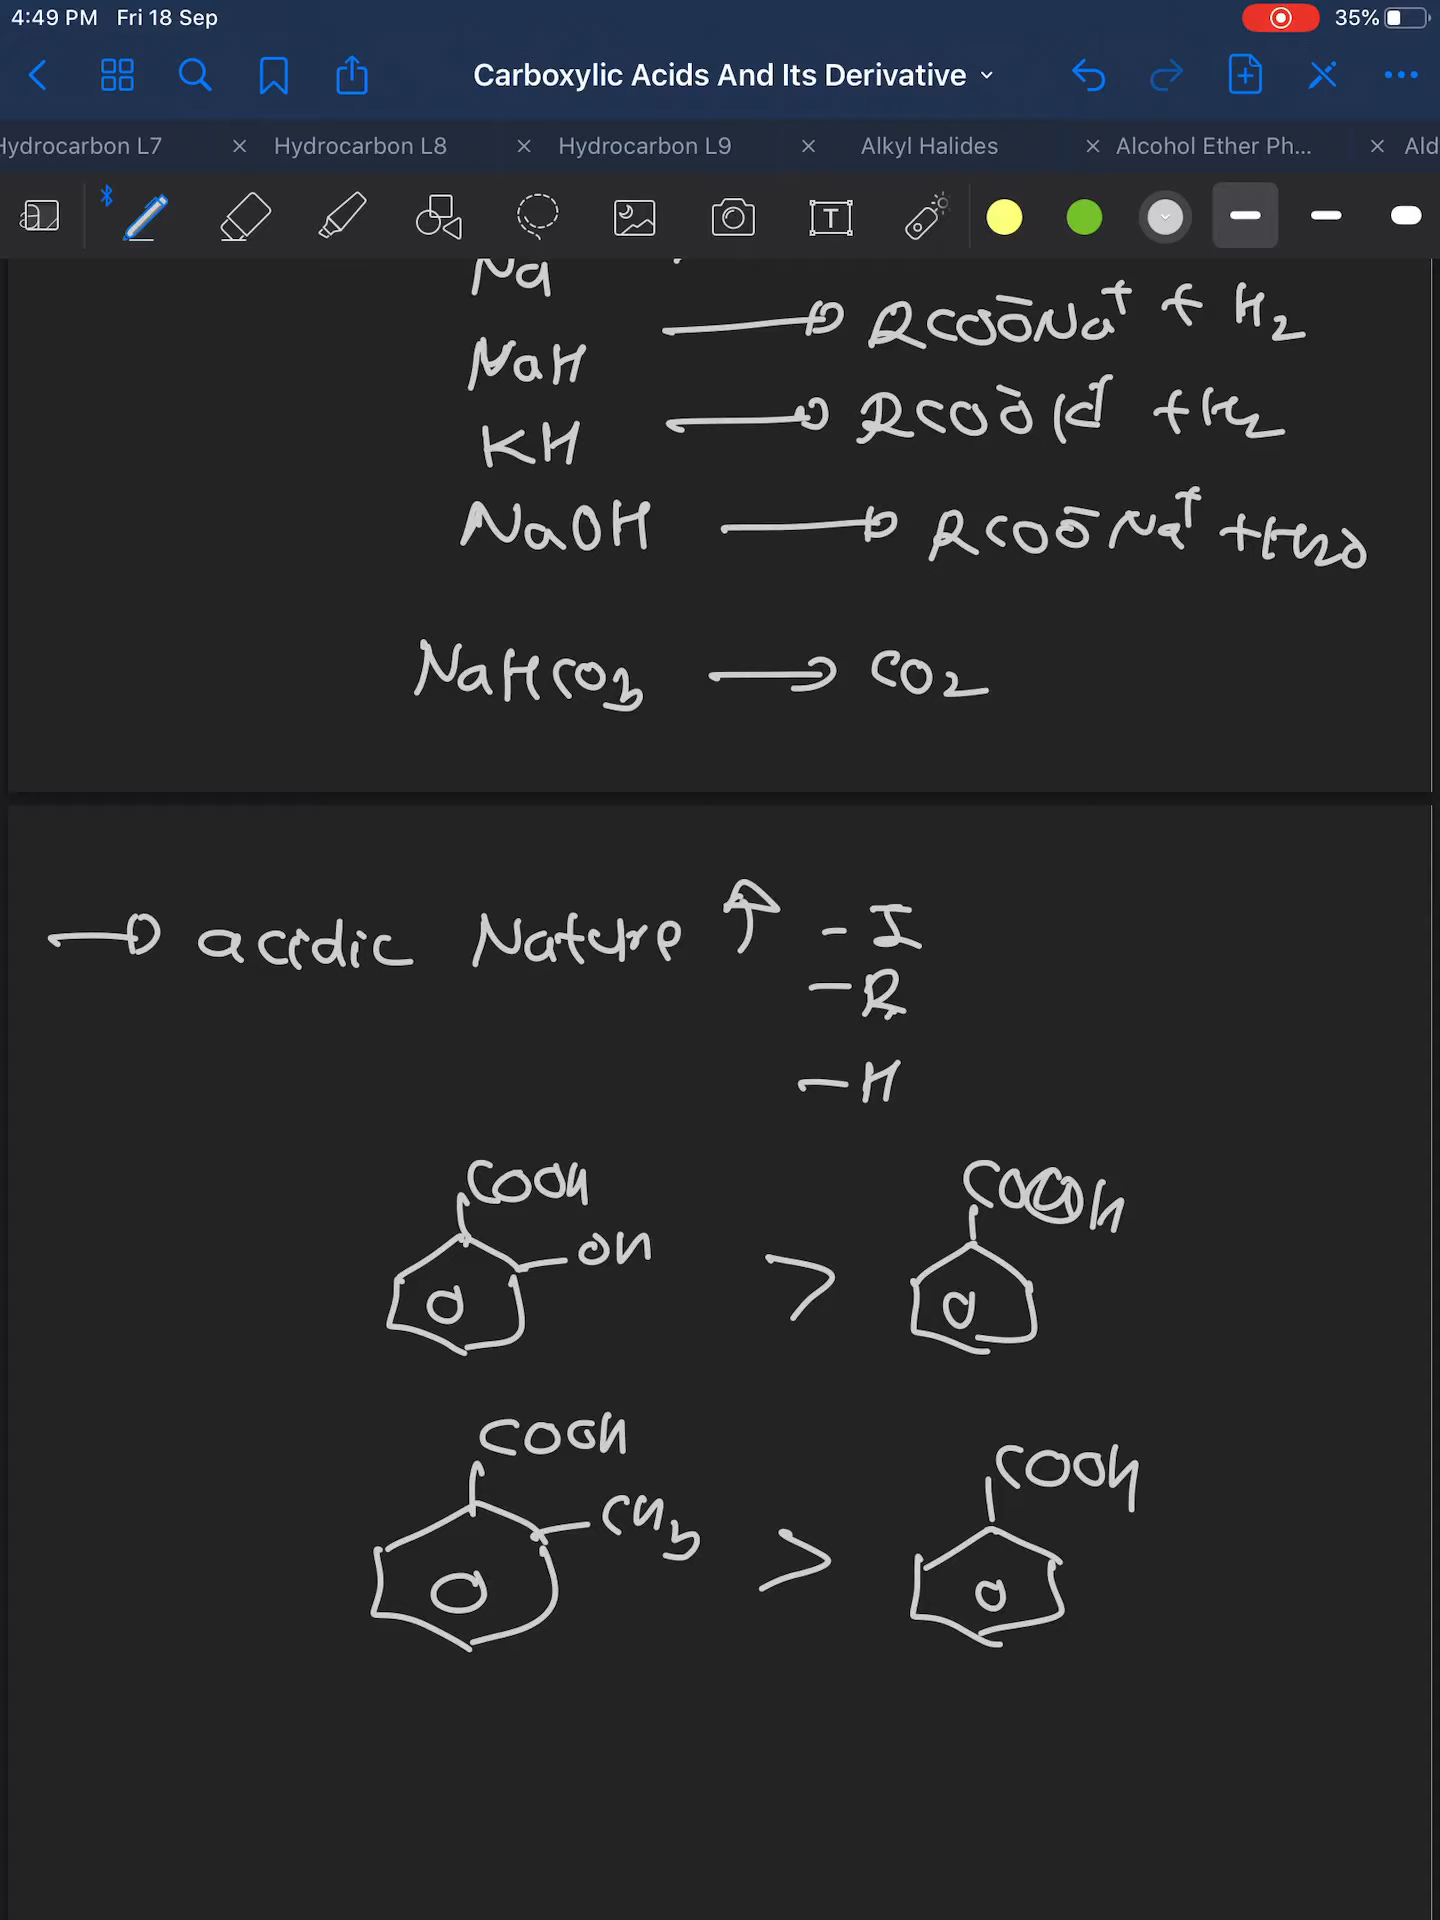 4:49 PM Fri 18 Sep 35%
Carboxylic Acids And Its Derivative
Hydrocarbon L7 Hydrocarbon L8 Hydrocarbon L9 Alkyl Halides Alcohol Ether Ph... Ald
a T
Na
NaH → RCOO⁻Na⁺ + H₂
KH → RCOO⁻K⁺ + H₂
NaOH → RCOO⁻Na⁺ + H₂O
NaHCO₃ → CO₂
→ acidic Nature ↑ - I
- R
- H
COOH COOH
OH >
COOH COOH
CH₃ >